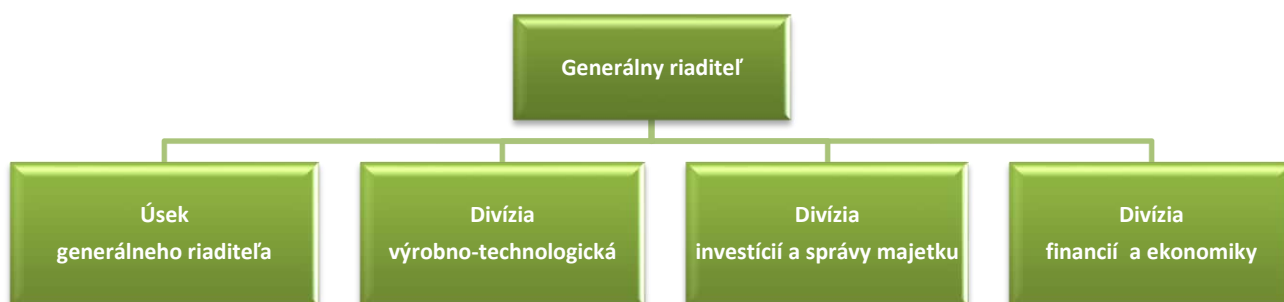 Generálny riaditeľ
Úsek
generálneho riaditeľa
Divízia
výrobno-technologická
Divízia
investícií a správy majetku
Divízia
financií a ekonomiky